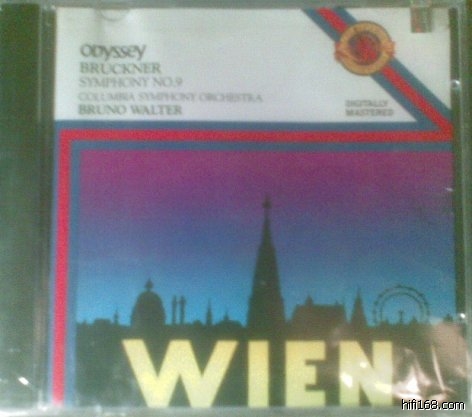 Odyssey
BRUCKNER
SYMPHONY NO.9
COLUMBIA SYMPHONY ORCHESTRA
BRUNO WALTER
DIGITALLY
MASTERED
WIEN
hifi168.com